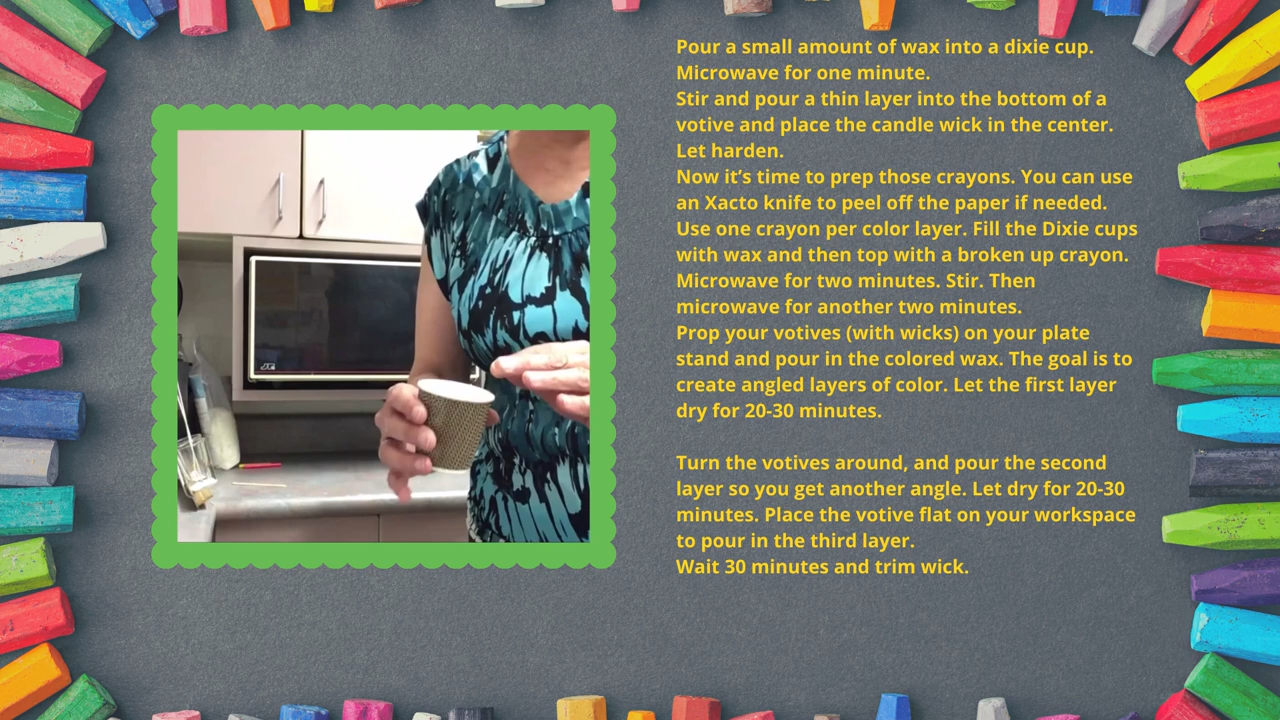 Pour a small amount of wax into a dixie cup.
Microwave for one minute.
Stir and pour a thin layer into the bottom of a
votive and place the candle wick in the center.
Let harden.
Now it’s time to prep those crayons. You can use
an Xacto knife to peel off the paper if needed.
Use one crayon per color layer. Fill the Dixie cups
with wax and then top with a broken up crayon.
Microwave for two minutes. Stir. Then
microwave for another two minutes.
Prop your votives (with wicks) on your plate
stand and pour in the colored wax. The goal is to
create angled layers of color. Let the first layer
dry for 20-30 minutes.
Turn the votives around, and pour the second
layer so you get another angle. Let dry for 20-30
minutes. Place the votive flat on your workspace
to pour in the third layer.
Wait 30 minutes and trim wick.